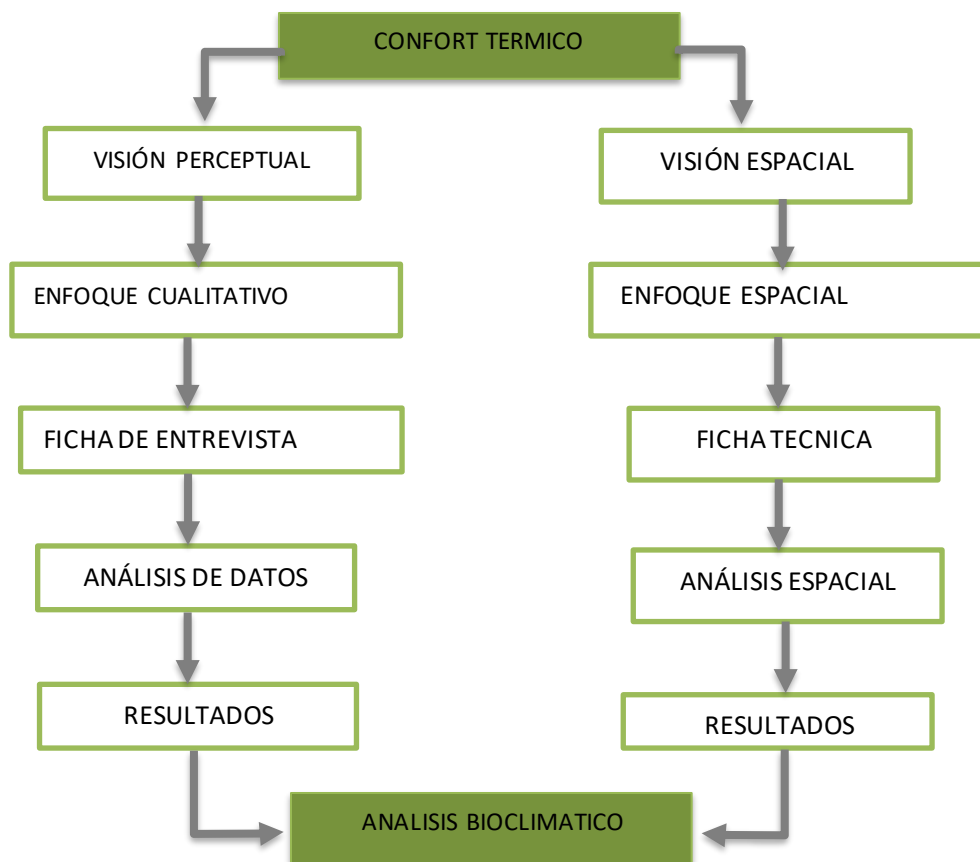 CONFORT TERMICO
VISIÓN PERCEPTUAL
VISIÓN ESPACIAL
ENFOQUE CUALITATIVO
ENFOQUE ESPACIAL
FICHA DE ENTREVISTA
FICHA TECNICA
ANÁLISIS DE DATOS
ANÁLISIS ESPACIAL
RESULTADOS
RESULTADOS
ANALISIS BIOCLIMATICO